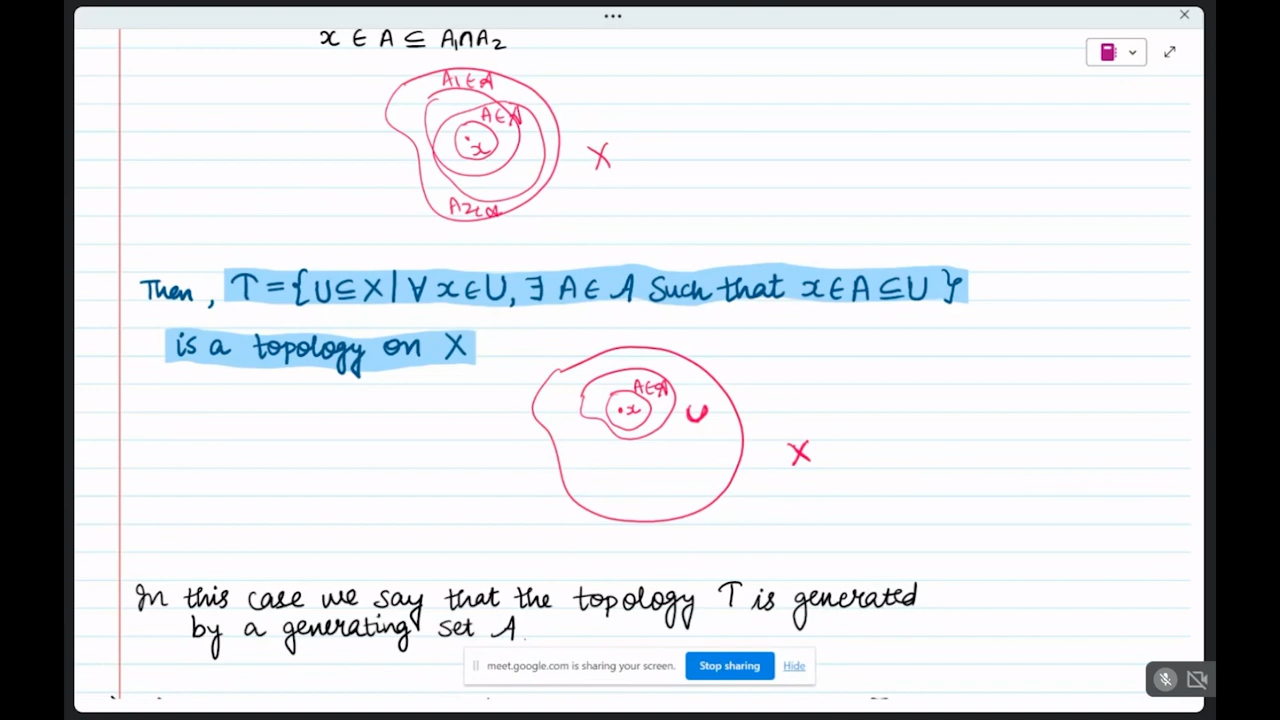 x ∈ A ⊆ A₁∩A₂
A₁∈𝒜
A∈𝒜
x
X
A₂∈𝒜
Then, T = {U⊆X | ∀ x∈U, ∃ A∈𝒜 Such that x∈A⊆U}
is a topology on X
A∈𝒜
x
U
X
In this case we say that the topology T is generated
by a generating set 𝒜.
meet.google.com is sharing your screen. Stop sharing Hide